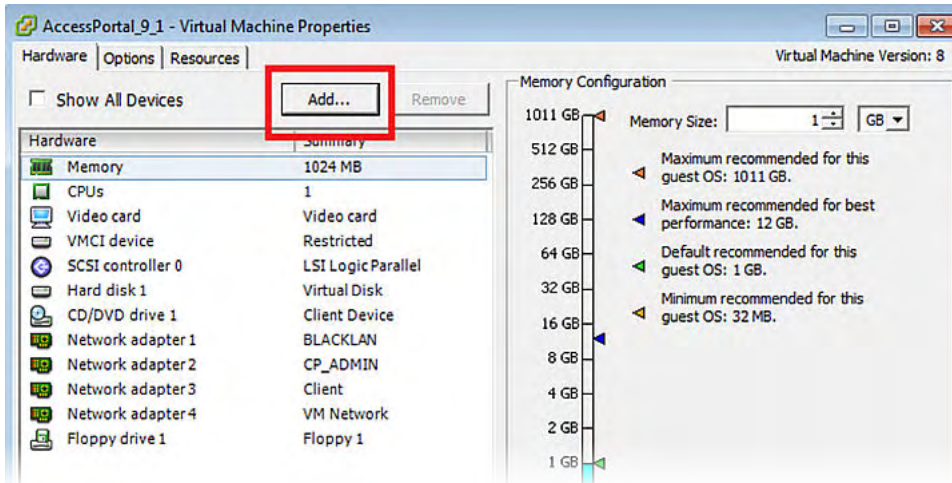 AccessPortal_9_1 - Virtual Machine Properties
Hardware Options Resources
Virtual Machine Version: 8
Show All Devices
Add...
Remove
Hardware Summary
Memory 1024 MB
CPUs 1
Video card Video card
VMCI device Restricted
SCSI controller 0 LSI Logic Parallel
Hard disk 1 Virtual Disk
CD/DVD drive 1 Client Device
Network adapter 1 BLACKLAN
Network adapter 2 CP_ADMIN
Network adapter 3 Client
Network adapter 4 VM Network
Floppy drive 1 Floppy 1
Memory Configuration
1011 GB
512 GB
256 GB
128 GB
64 GB
32 GB
16 GB
8 GB
4 GB
2 GB
1 GB
Memory Size: 1 GB
Maximum recommended for this
guest OS: 1011 GB.
Maximum recommended for best
performance: 12 GB.
Default recommended for this
guest OS: 1 GB.
Minimum recommended for this
guest OS: 32 MB.